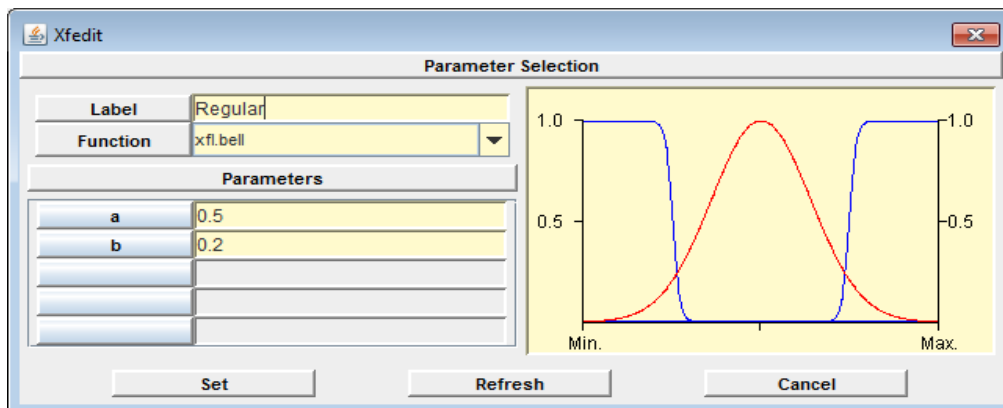 Xfedit
Parameter Selection
Label Regular
Function xfl.bell
Parameters
a 0.5
b 0.2
1.0 1.0
0.5 0.5
Min. Max.
Set Refresh Cancel